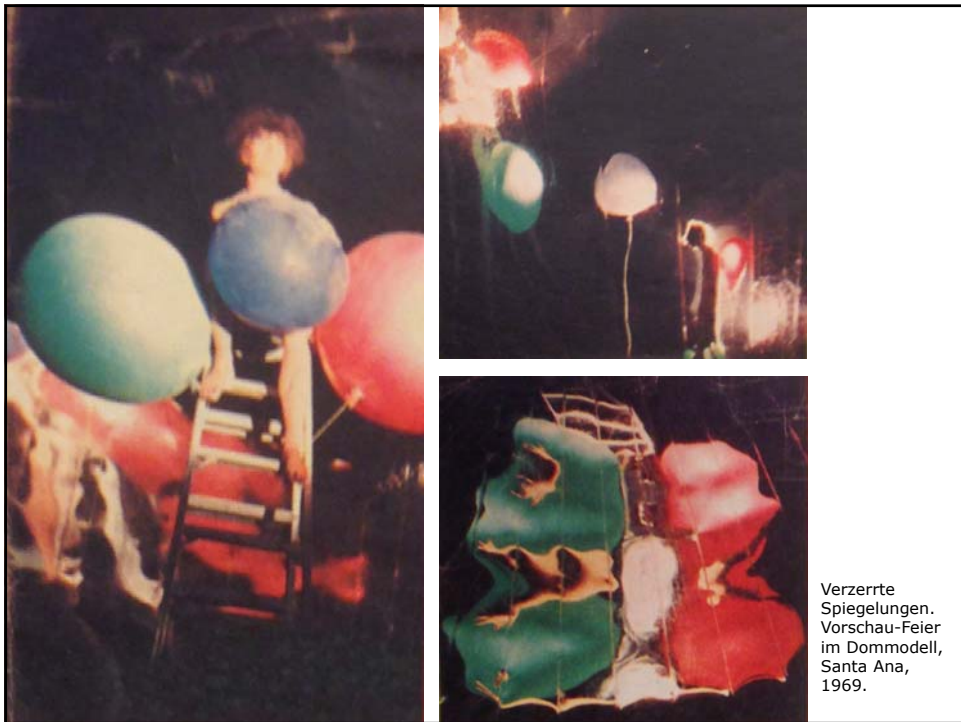 Verzerrte
Spiegelungen.
Vorschau-Feier
im Dommodell,
Santa Ana,
1969.